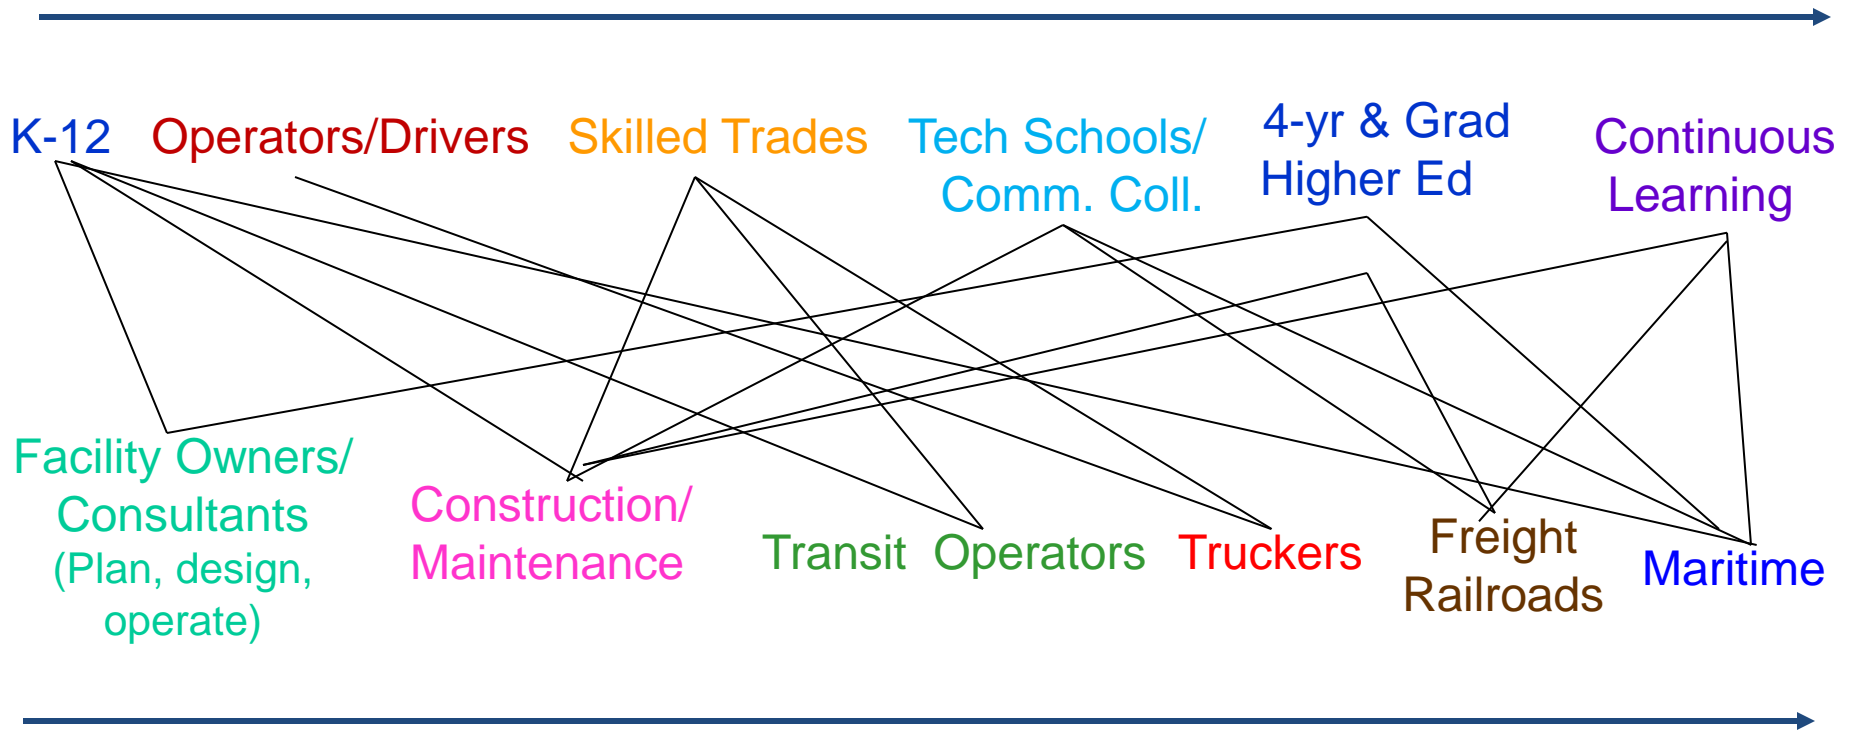 K-12
Operators/Drivers
Skilled Trades
Tech Schools/
Comm. Coll.
4-yr & Grad
Higher Ed
Continuous
Learning
Facility Owners/
Consultants
(Plan, design,
operate)
Construction/
Maintenance
Transit Operators
Truckers
Freight
Railroads
Maritime